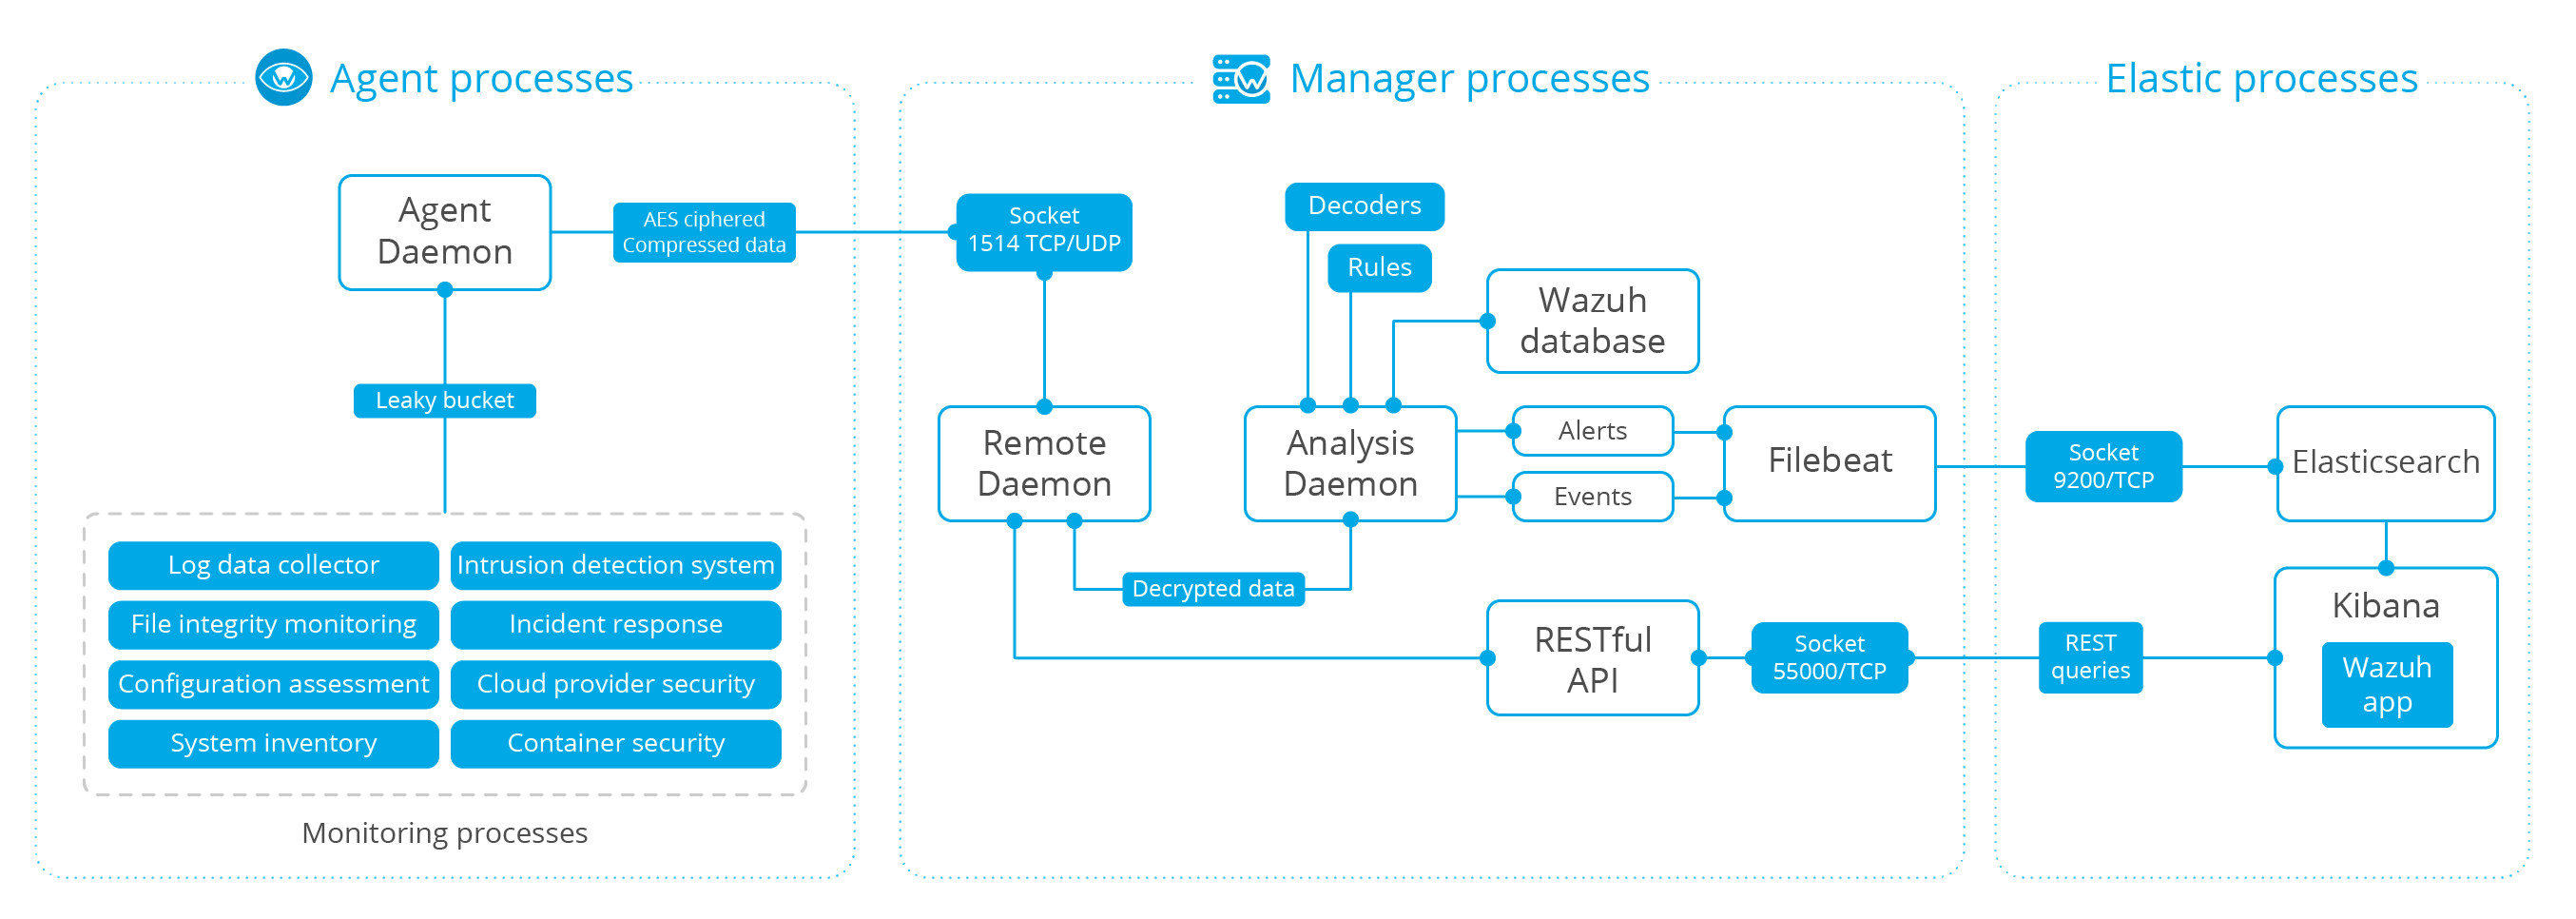 Agent processes
Agent
Daemon
AES ciphered
Compressed data
Leaky bucket
Log data collector
Intrusion detection system
File integrity monitoring
Incident response
Configuration assessment
Cloud provider security
System inventory
Container security
Monitoring processes
Manager processes
Socket
1514 TCP/UDP
Decoders
Rules
Wazuh
database
Remote
Daemon
Analysis
Daemon
Alerts
Events
Filebeat
Decrypted data
RESTful
API
Socket
55000/TCP
Elastic processes
Socket
9200/TCP
Elasticsearch
REST
queries
Kibana
Wazuh
app